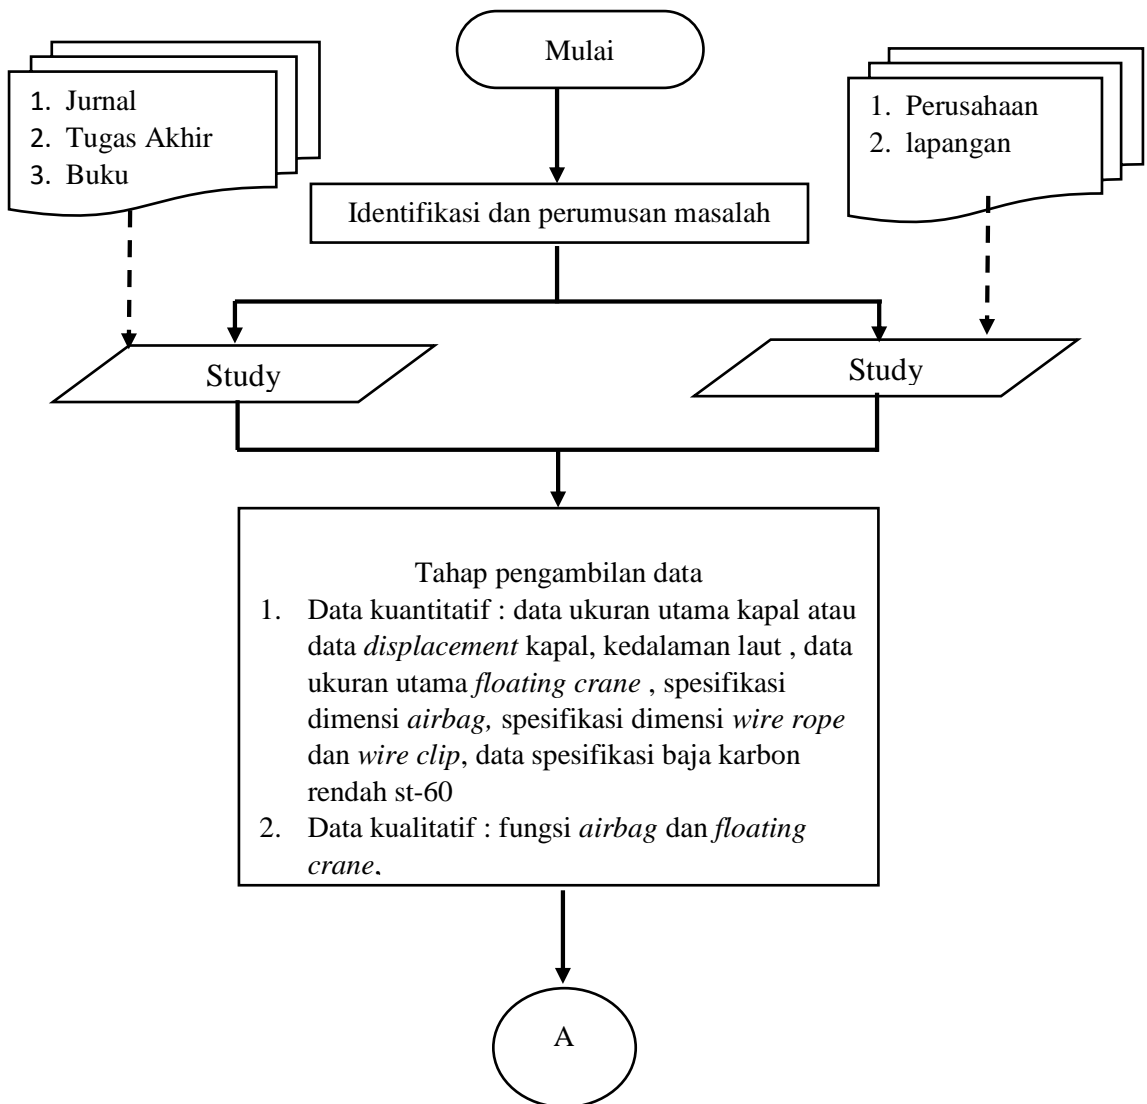 Mulai
1. Jurnal
2. Tugas Akhir
3. Buku
1. Perusahaan
2. lapangan
Identifikasi dan perumusan masalah
Study
Study
Tahap pengambilan data
1. Data kuantitatif : data ukuran utama kapal atau
data displacement kapal, kedalaman laut , data
ukuran utama floating crane , spesifikasi
dimensi airbag, spesifikasi dimensi wire rope
dan wire clip, data spesifikasi baja karbon
rendah st-60
2. Data kualitatif : fungsi airbag dan floating
crane.
A